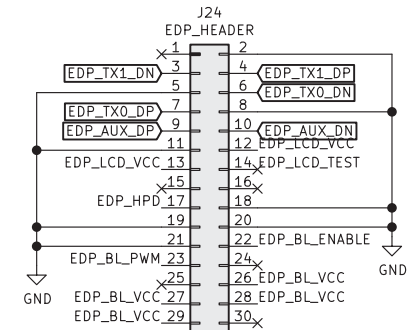 J24
EDP_HEADER
1 2
EDP_TX1_DN 3 4 EDP_TX1_DP
5 6 EDP_TX0_DN
EDP_TX0_DP 7 8
EDP_AUX_DP 9 10 EDP_AUX_DN
11 12 EDP_LCD_VCC
EDP_LCD_VCC 13 14 EDP_LCD_TEST
15 16
EDP_HPD 17 18
19 20
21 22 EDP_BL_ENABLE
EDP_BL_PWM 23 24
GND 25 26 EDP_BL_VCC GND
EDP_BL_VCC 27 28 EDP_BL_VCC
EDP_BL_VCC 29 30